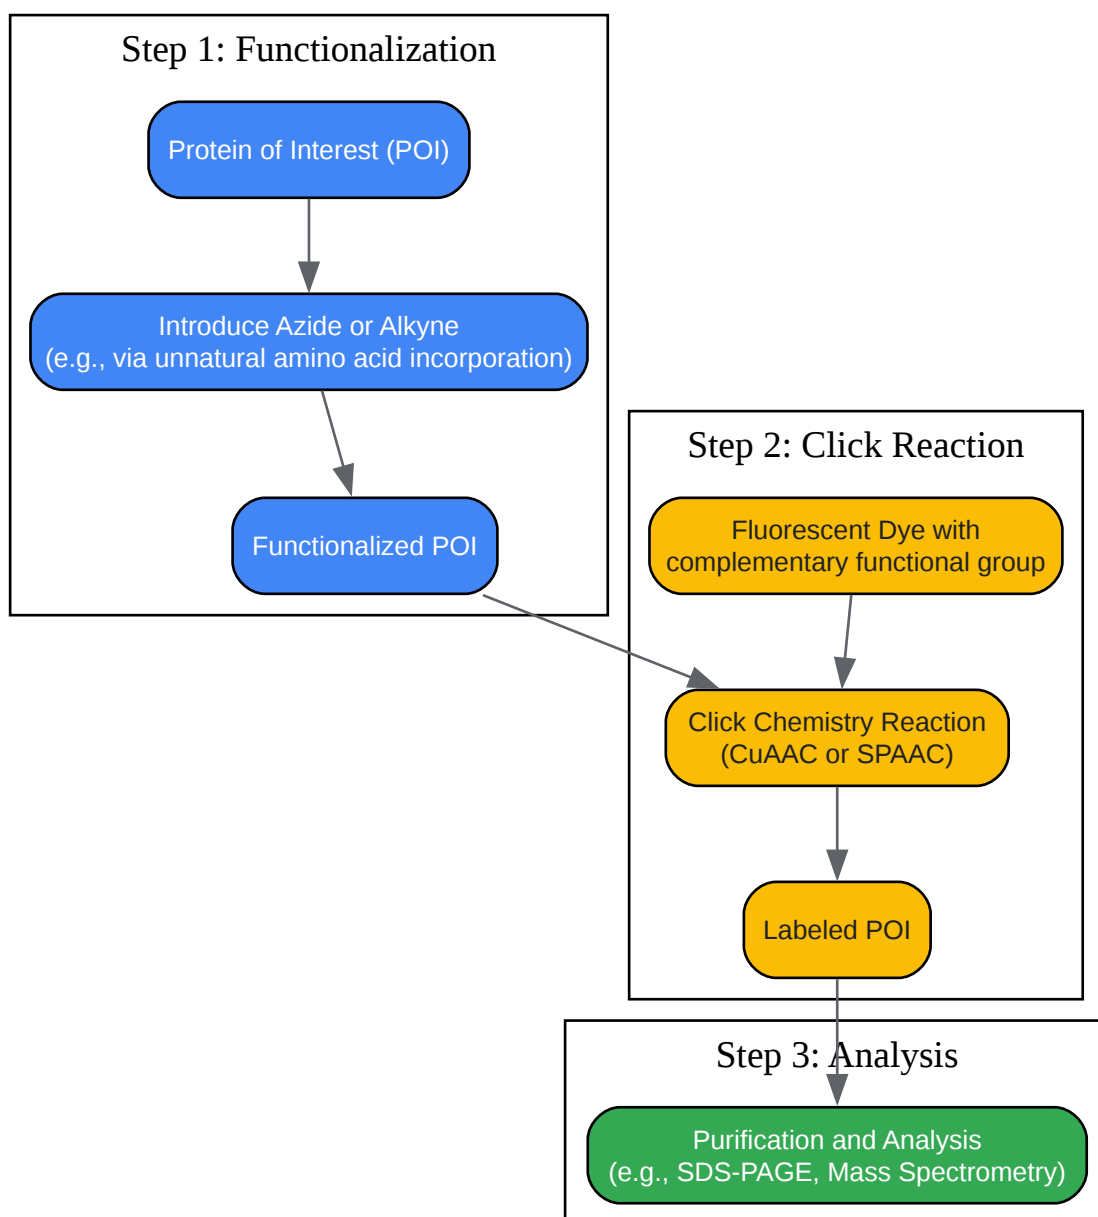 Step 1: Functionalization
Protein of Interest (POI)
Introduce Azide or Alkyne
(e.g., via unnatural amino acid incorporation)
Functionalized POI
Step 2: Click Reaction
Fluorescent Dye with
complementary functional group
Click Chemistry Reaction
(CuAAC or SPAAC)
Labeled POI
Step 3: Analysis
Purification and Analysis
(e.g., SDS-PAGE, Mass Spectrometry)